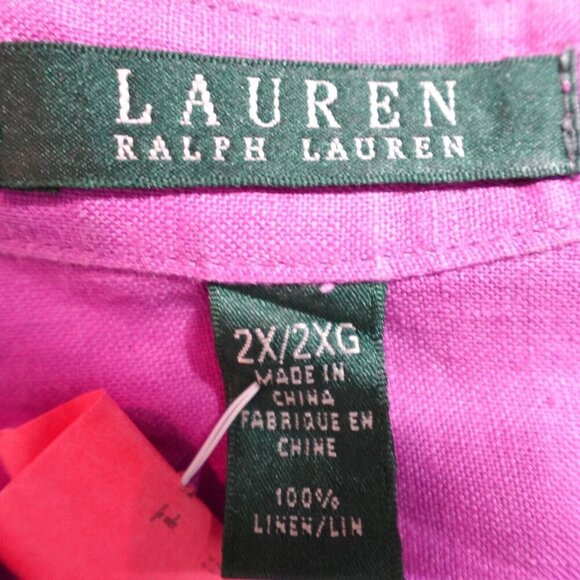 LAUREN
RALPH LAUREN
2X/2XG
MADE IN
CHINA
FABRIQUE EN
CHINE
100%
LINEN/LIN